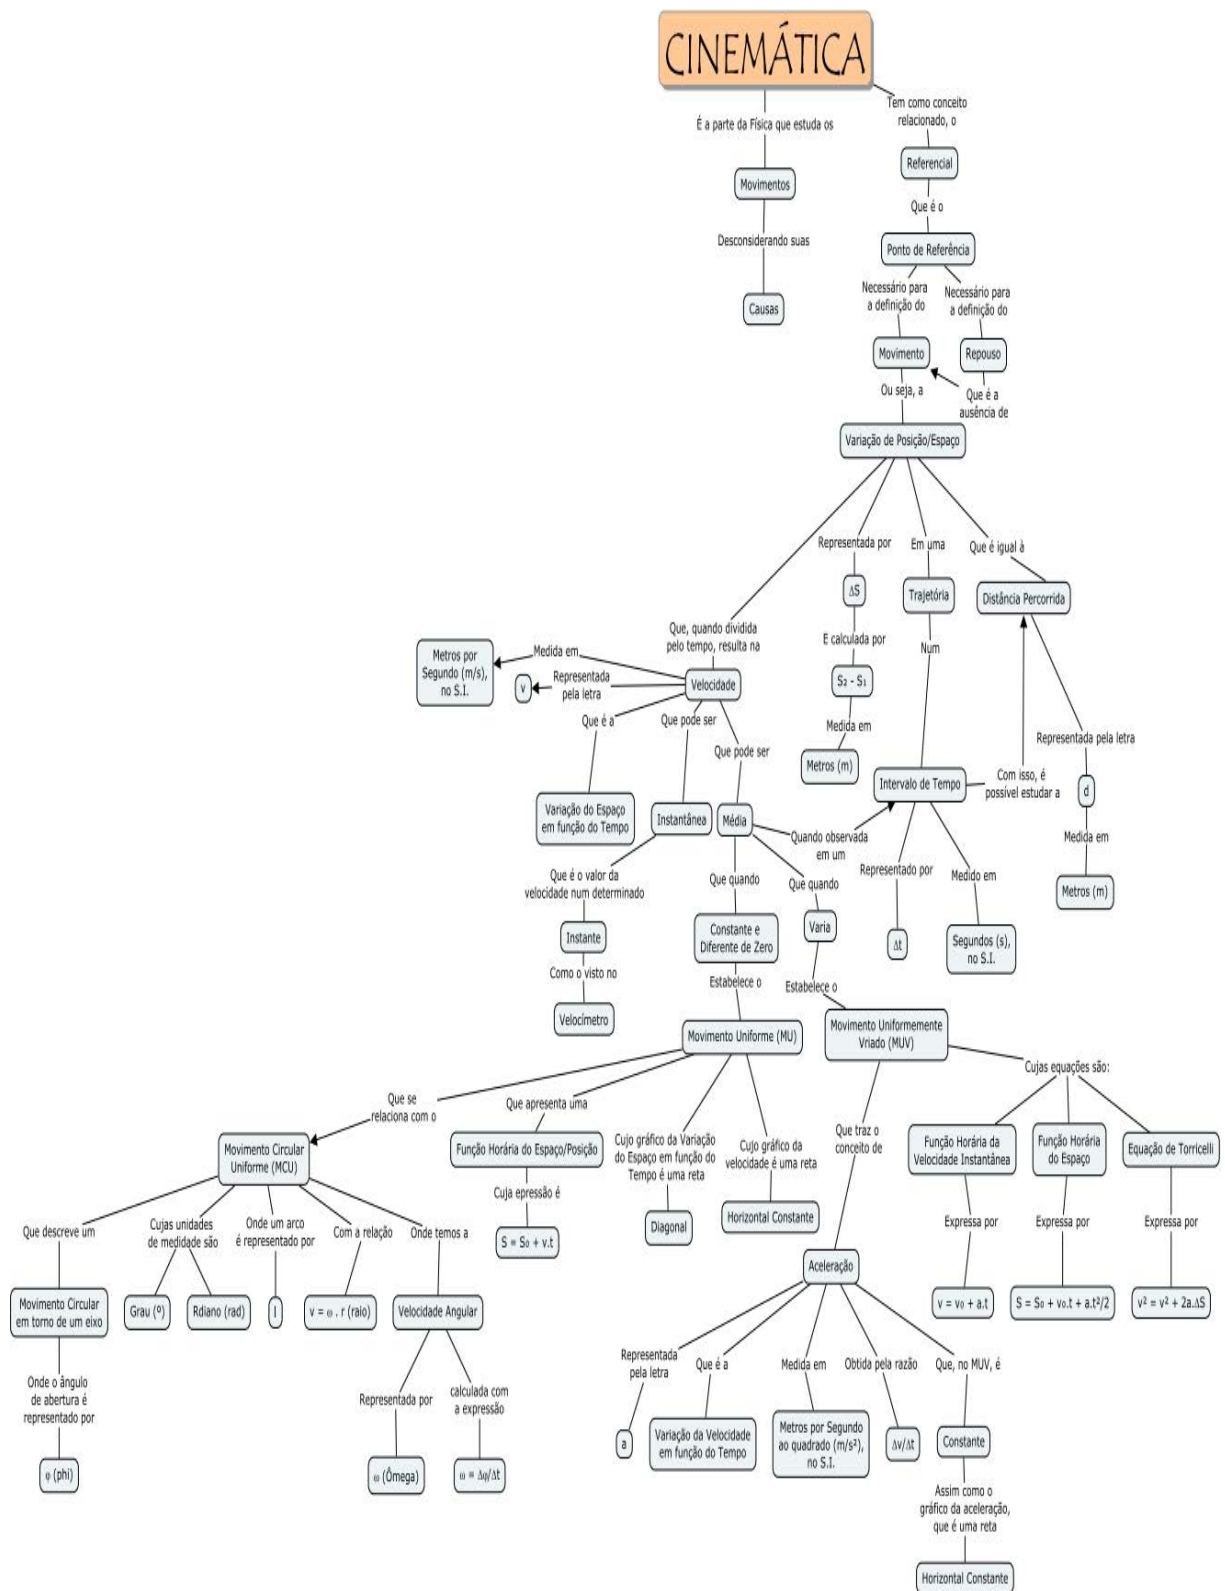 CINEMÁTICA
É a parte da Física que estuda os
Tem como conceito
relacionado, o
Movimentos
Referencial
Desconsiderando suas
Que é o
Causas
Ponto de Referência
Necessário para
a definição do
Necessário para
a definição do
Movimento
Repouso
Ou seja, a
Que é a
ausência de
Variação de Posição/Espaço
Que, quando dividida
pelo tempo, resulta na
Representada por
Em uma
Que é igual à
ΔS
Trajetória
Distância Percorrida
E calculada por
Num
S₂ - S₁
Medida em
Metros (m)
Metros por
Segundo (m/s),
no S.I.
Medida em
v
Representada
pela letra
Velocidade
Que é a
Que pode ser
Que pode ser
Variação do Espaço
em função do Tempo
Instantânea
Média
Quando observada
em um
Intervalo de Tempo
Com isso, é
possível estudar a
Representada pela letra
d
Medida em
Metros (m)
Representado por
Medido em
Δt
Segundos (s),
no S.I.
Que é o valor da
velocidade num determinado
Instante
Como o visto no
Velocímetro
Que quando
Que quando
Constante e
Diferente de Zero
Varia
Estabelece o
Estabelece o
Movimento Uniforme (MU)
Movimento Uniformemente
Vriado (MUV)
Que se
relaciona com o
Que apresenta uma
Cujo gráfico da Variação
do Espaço em função do
Tempo é uma reta
Cujo gráfico da
velocidade é uma reta
Que traz o
conceito de
Cujas equações são:
Movimento Circular
Uniforme (MCU)
Função Horária do Espaço/Posição
Cuja epressão é
S = S₀ + v.t
Diagonal
Horizontal Constante
Função Horária da
Velocidade Instantânea
Função Horária
do Espaço
Equação de Torricelli
Expressa por
Expressa por
Expressa por
v = v₀ + a.t
S = S₀ + v₀.t + a.t²/2
v² = v² + 2a.ΔS
Que descreve um
Cujas unidades
de medidade são
Onde um arco
é representado por
Com a relação
Onde temos a
Movimento Circular
em torno de um eixo
Grau (º)
Rdiano (rad)
l
v = ω . r (raio)
Velocidade Angular
Onde o ângulo
de abertura é
representado por
φ (phi)
Representada por
calculada com
a expressão
ω (Ômega)
ω = Δφ/Δt
Aceleração
Representada
pela letra
Que é a
Medida em
Obtida pela razão
Que, no MUV, é
a
Variação da Velocidade
em função do Tempo
Metros por Segundo
ao quadrado (m/s²),
no S.I.
Δv/Δt
Constante
Assim como o
gráfico da aceleração,
que é uma reta
Horizontal Constante